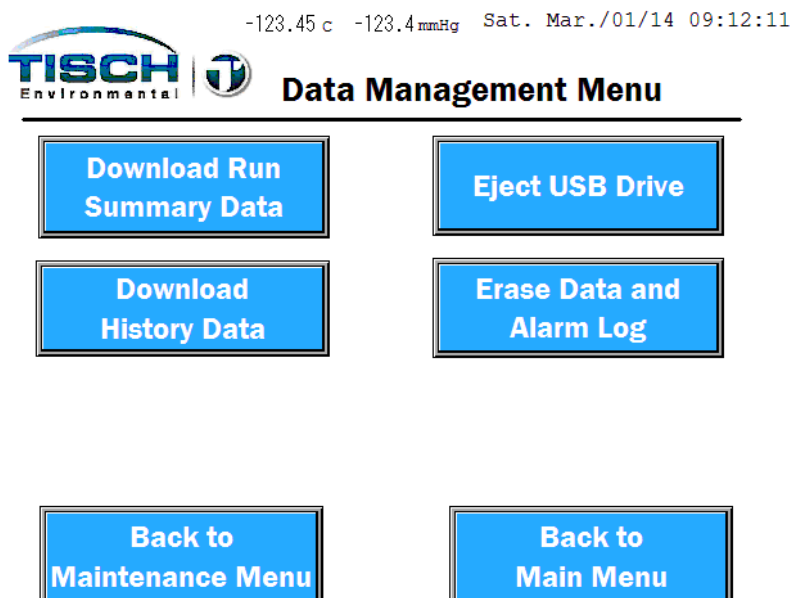 -123.45 c -123.4 mmHg Sat. Mar./01/14 09:12:11
TISCH
Environmental
Data Management Menu
Download Run
Summary Data
Eject USB Drive
Download
History Data
Erase Data and
Alarm Log
Back to
Maintenance Menu
Back to
Main Menu